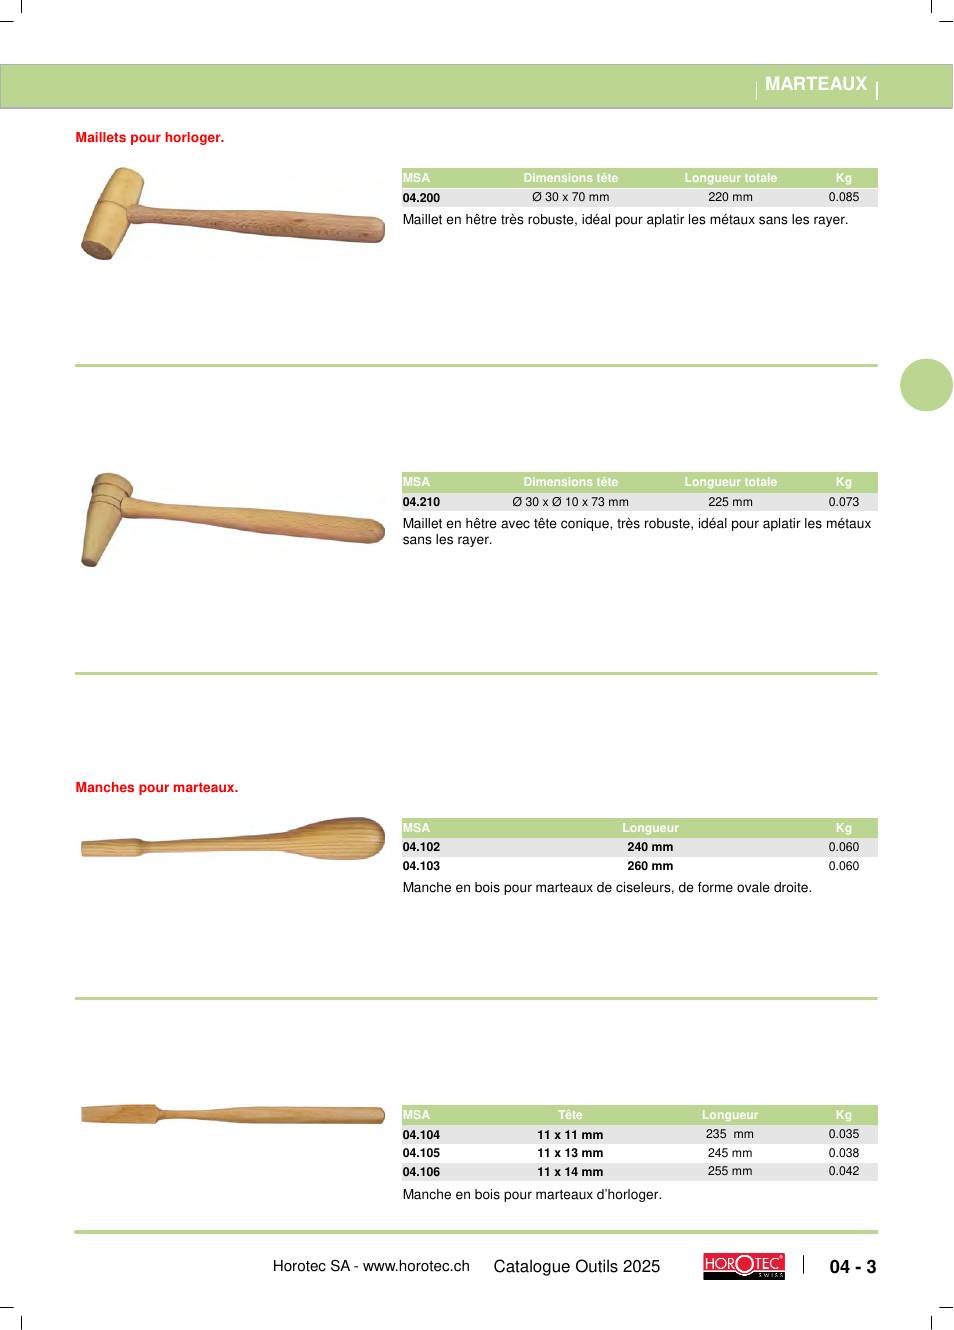 MARTEAUX
Maillets pour horloger.
MSA Dimensions tête Longueur totale Kg
04.200 Ø 30 x 70 mm 220 mm 0.085
Maillet en hêtre très robuste, idéal pour aplatir les métaux sans les rayer.
MSA Dimensions tête Longueur totale Kg
04.210 Ø 30 x Ø 10 x 73 mm 225 mm 0.073
Maillet en hêtre avec tête conique, très robuste, idéal pour aplatir les métaux
sans les rayer.
Manches pour marteaux.
MSA Longueur Kg
04.102 240 mm 0.060
04.103 260 mm 0.060
Manche en bois pour marteaux de ciseleurs, de forme ovale droite.
MSA Tête Longueur Kg
04.104 11 x 11 mm 235 mm 0.035
04.105 11 x 13 mm 245 mm 0.038
04.106 11 x 14 mm 255 mm 0.042
Manche en bois pour marteaux d’horloger.
Horotec SA - www.horotec.ch Catalogue Outils 2025 HOROTEC® SWISS 04 - 3